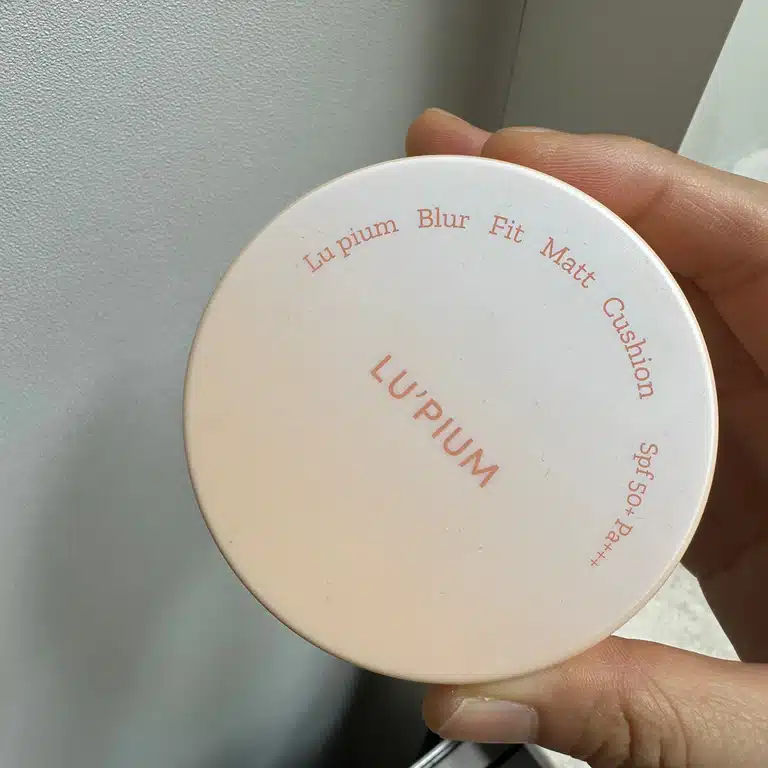 Lu pium Blur Fit Matt Cushion Spf 50+ Pa+++
LU'PIUM